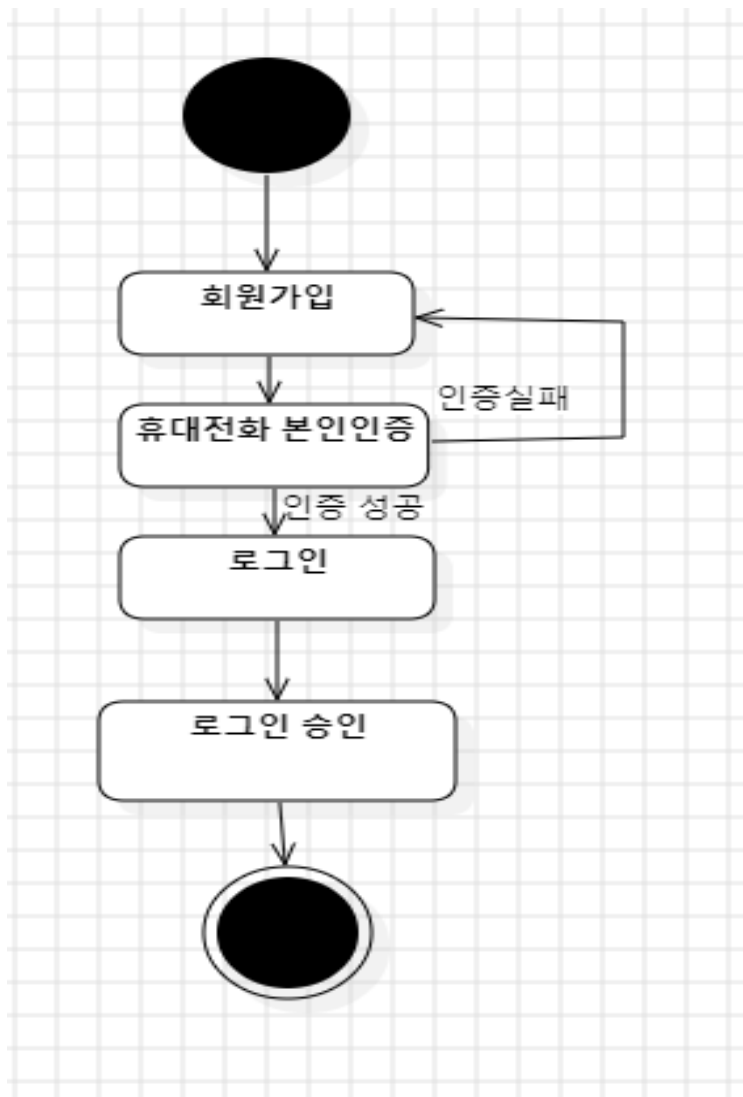 회원가입
인증실패
휴대전화 본인인증
인증 성공
로그인
로그인 승인